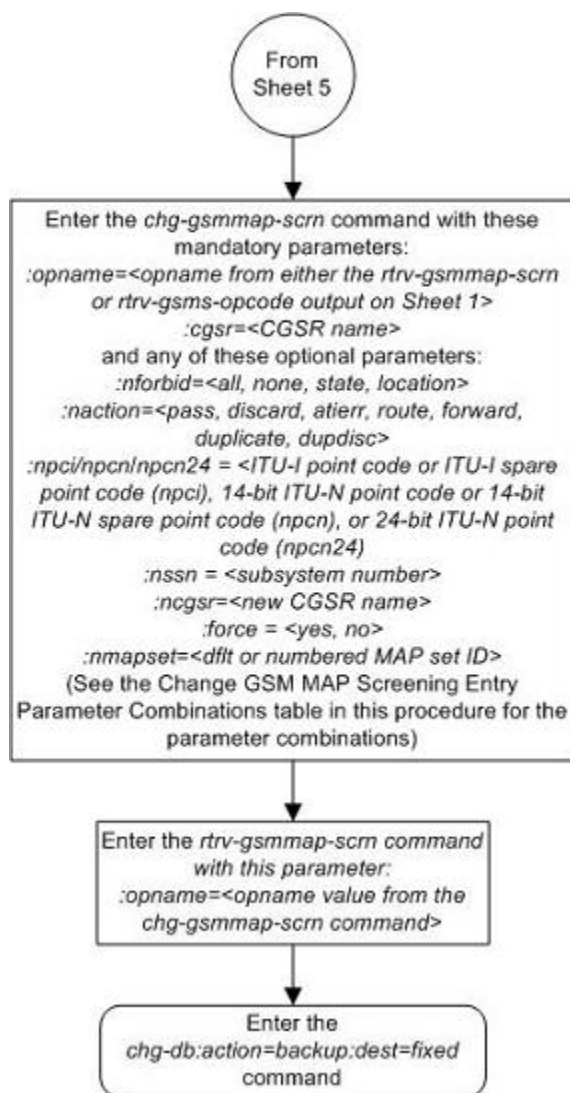 From
Sheet 5
Enter the chg-gsmmap-scrn command with these
mandatory parameters:
:opname=<opname from either the rtrv-gsmmap-scrn
or rtrv-gsms-opcode output on Sheet 1>
:cgsr=<CGSR name>
and any of these optional parameters:
:nforbid=<all, none, state, location>
:naction=<pass, discard, atierr, route, forward,
duplicate, dupdisc>
:npci/npcn/npcn24 = <ITU-I point code or ITU-I spare
point code (npci), 14-bit ITU-N point code or 14-bit
ITU-N spare point code (npcn), or 24-bit ITU-N point
code (npcn24)
:nssn = <subsystem number>
:ncgsr=<new CGSR name>
:force = <yes, no>
:nmapset=<dflt or numbered MAP set ID>
(See the Change GSM MAP Screening Entry
Parameter Combinations table in this procedure for the
parameter combinations)
Enter the rtrv-gsmmap-scrn command
with this parameter:
:opname=<opname value from the
chg-gsmmap-scrn command>
Enter the
chg-db:action=backup:dest=fixed
command